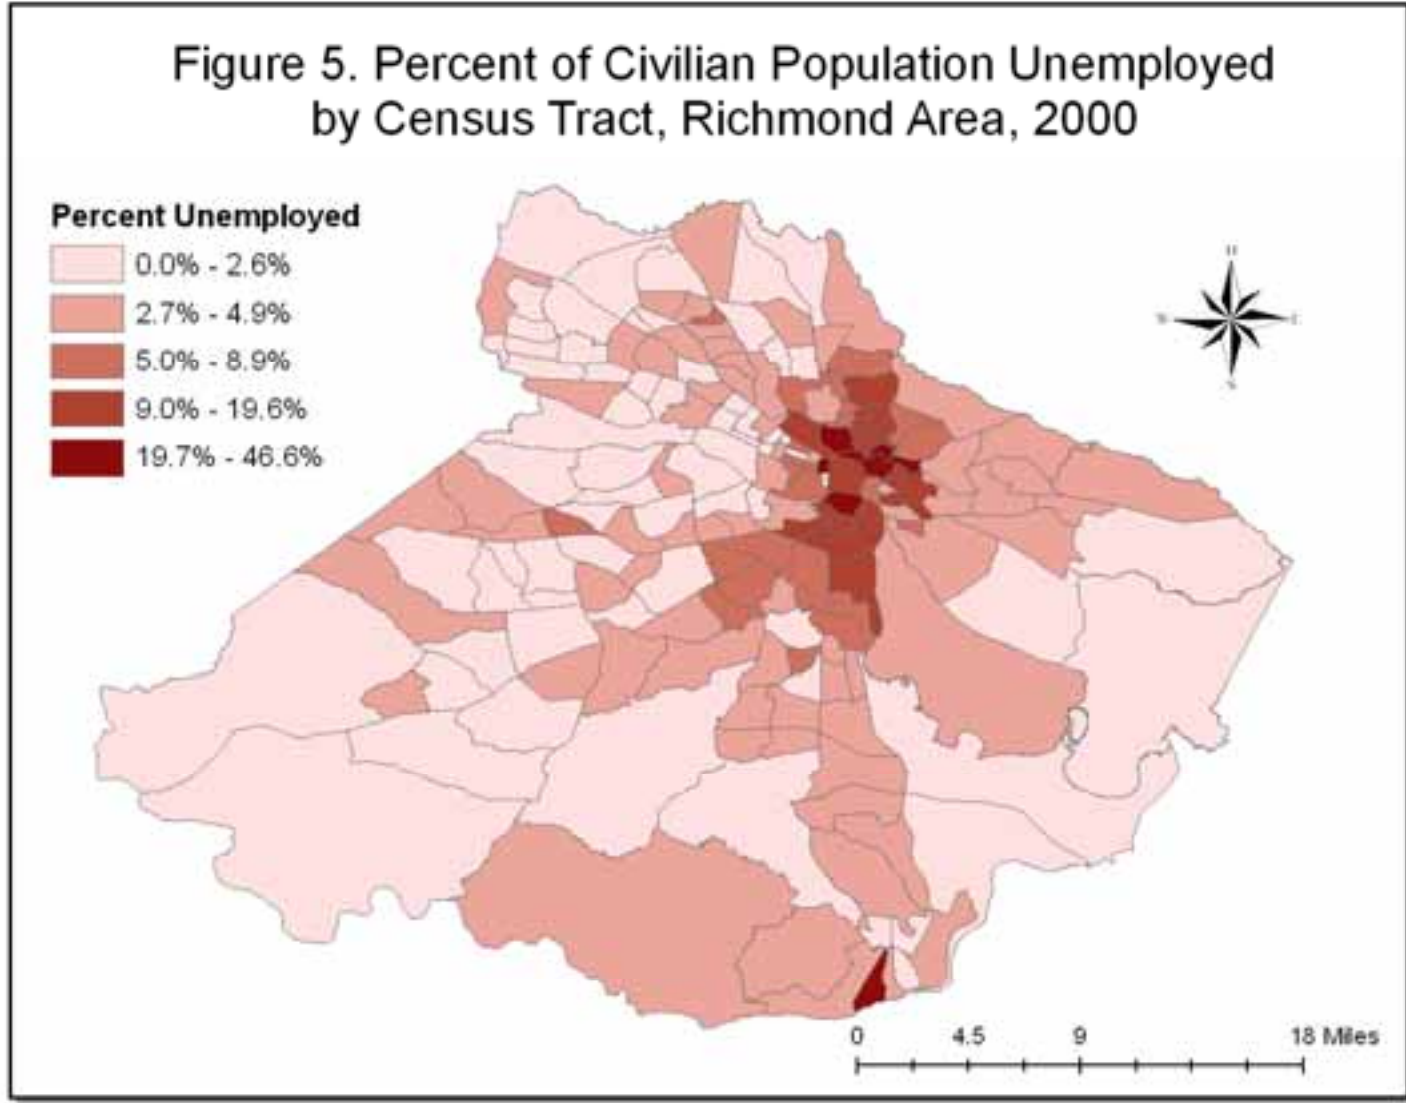 Figure 5. Percent of Civilian Population Unemployed
by Census Tract, Richmond Area, 2000
Percent Unemployed
0.0% - 2.6%
2.7% - 4.9%
5.0% - 8.9%
9.0% - 19.6%
19.7% - 46.6%
E
S
0 4.5 9 18 Miles